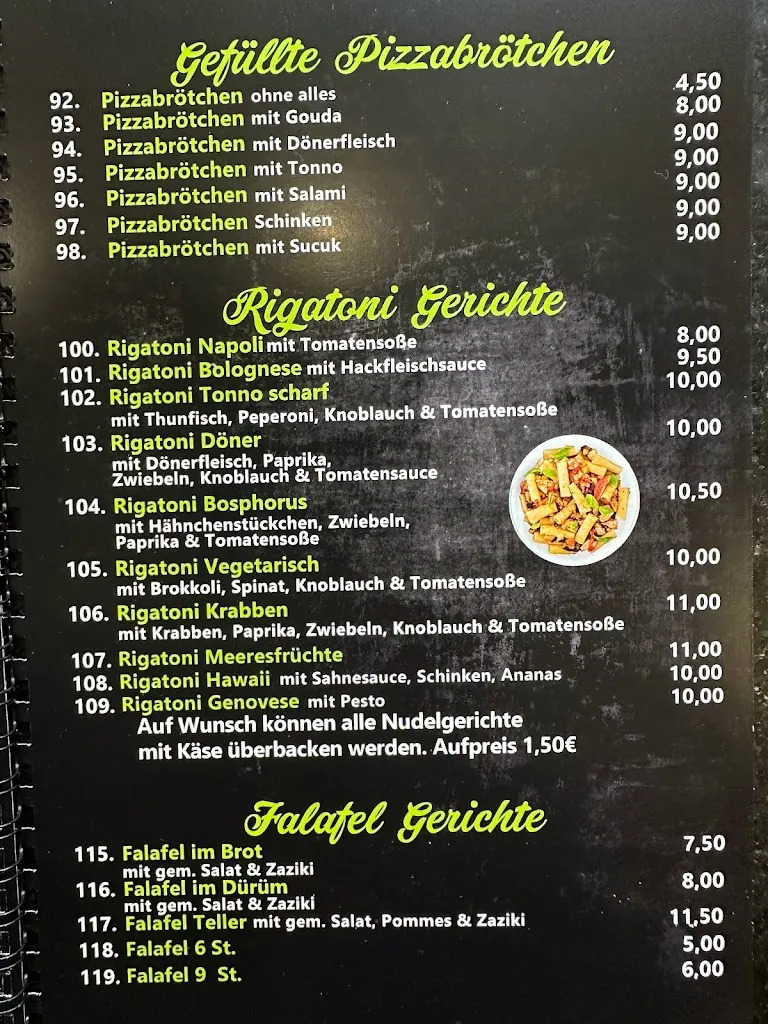 Gefüllte Pizzabrötchen
92. Pizzabrötchen ohne alles 4,50
93. Pizzabrötchen mit Gouda 8,00
94. Pizzabrötchen mit Dönerfleisch 9,00
95. Pizzabrötchen mit Tonno 9,00
96. Pizzabrötchen mit Salami 9,00
97. Pizzabrötchen Schinken 9,00
98. Pizzabrötchen mit Sucuk 9,00
Rigatoni Gerichte
100. Rigatoni Napoli mit Tomatensoße 8,00
101. Rigatoni Bolognese mit Hackfleischsauce 9,50
102. Rigatoni Tonno scharf 10,00
mit Thunfisch, Peperoni, Knoblauch & Tomatensoße
103. Rigatoni Döner 10,00
mit Dönerfleisch, Paprika,
Zwiebeln, Knoblauch & Tomatensauce
104. Rigatoni Bosphorus 10,50
mit Hähnchenstückchen, Zwiebeln,
Paprika & Tomatensoße
105. Rigatoni Vegetarisch 10,00
mit Brokkoli, Spinat, Knoblauch & Tomatensoße
106. Rigatoni Krabben 11,00
mit Krabben, Paprika, Zwiebeln, Knoblauch & Tomatensoße
107. Rigatoni Meeresfrüchte 11,00
108. Rigatoni Hawaii mit Sahnesauce, Schinken, Ananas 10,00
109. Rigatoni Genovese mit Pesto 10,00
Auf Wunsch können alle Nudelgerichte
mit Käse überbacken werden. Aufpreis 1,50€
Falafel Gerichte
115. Falafel im Brot 7,50
mit gem. Salat & Zaziki
116. Falafel im Dürüm 8,00
mit gem. Salat & Zaziki
117. Falafel Teller mit gem. Salat, Pommes & Zaziki 11,50
118. Falafel 6 St. 5,00
119. Falafel 9 St. 6,00